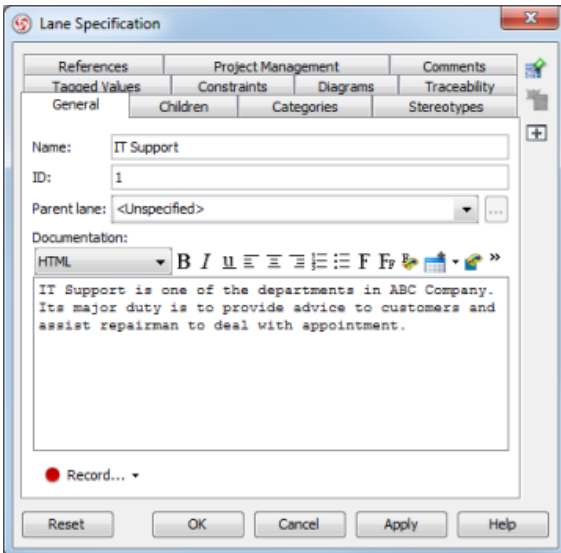 Lane Specification
References Project Management Comments
Tagged Values Constraints Diagrams Traceability
General Children Categories Stereotypes
Name: IT Support
ID: 1
Parent lane: <Unspecified> ...
Documentation:
HTML B I u F FF »
IT Support is one of the departments in ABC Company.
Its major duty is to provide advice to customers and
assist repairman to deal with appointment.
Record...
Reset OK Cancel Apply Help